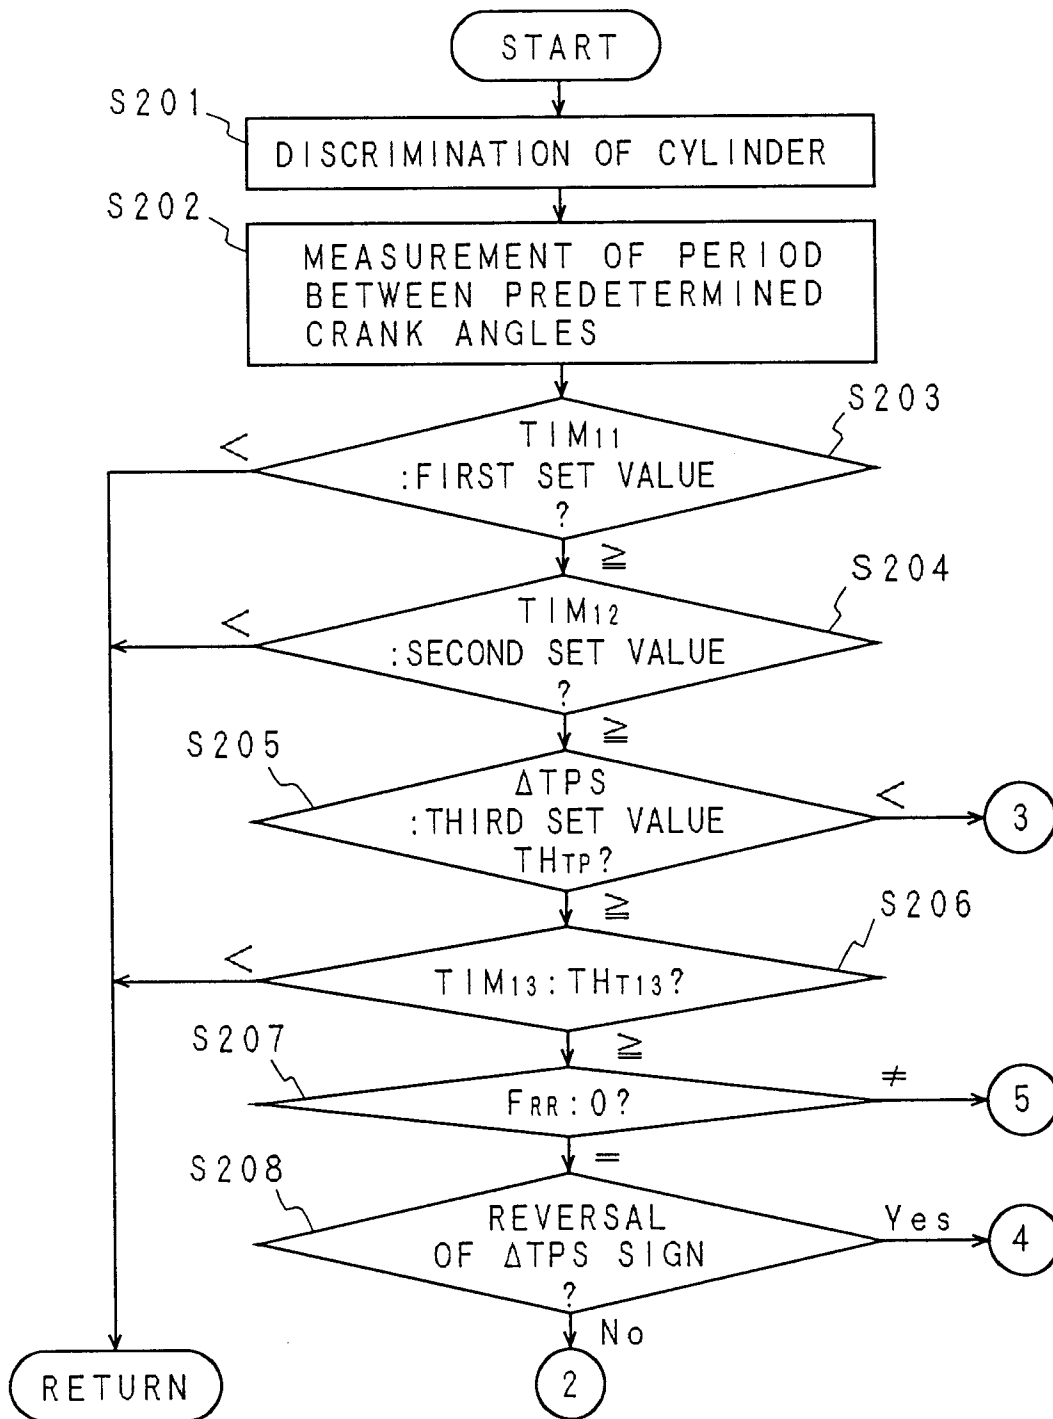 START
S201
DISCRIMINATION OF CYLINDER
S202
MEASUREMENT OF PERIOD
BETWEEN PREDETERMINED
CRANK ANGLES
S203
TIM11
:FIRST SET VALUE
?
<
≧
S204
TIM12
:SECOND SET VALUE
?
<
≧
S205
ΔTPS
:THIRD SET VALUE
THTP?
<
3
≧
S206
TIM13:THT13?
<
≧
S207
FRR:0?
≠
5
=
S208
REVERSAL
OF ΔTPS SIGN
?
Yes
4
No
2
RETURN